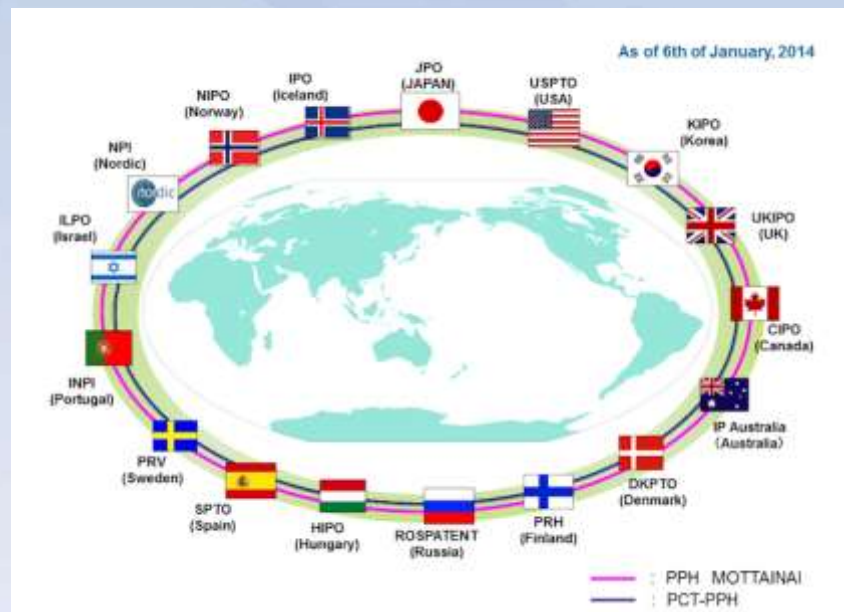 As of 6th of January, 2014
JPO
(JAPAN)
USPTO
(USA)
KIPO
(Korea)
UKIPO
(UK)
CIPO
(Canada)
IP Australia
(Australia)
DKPTO
(Denmark)
PRH
(Finland)
ROSPATENT
(Russia)
HIPO
(Hungary)
SPTO
(Spain)
PRV
(Sweden)
INPI
(Portugal)
ILPO
(Israel)
NPI
(Nordic)
nordic
NIPO
(Norway)
IPO
(Iceland)
: PPH MOTTAINAI
: PCT-PPH